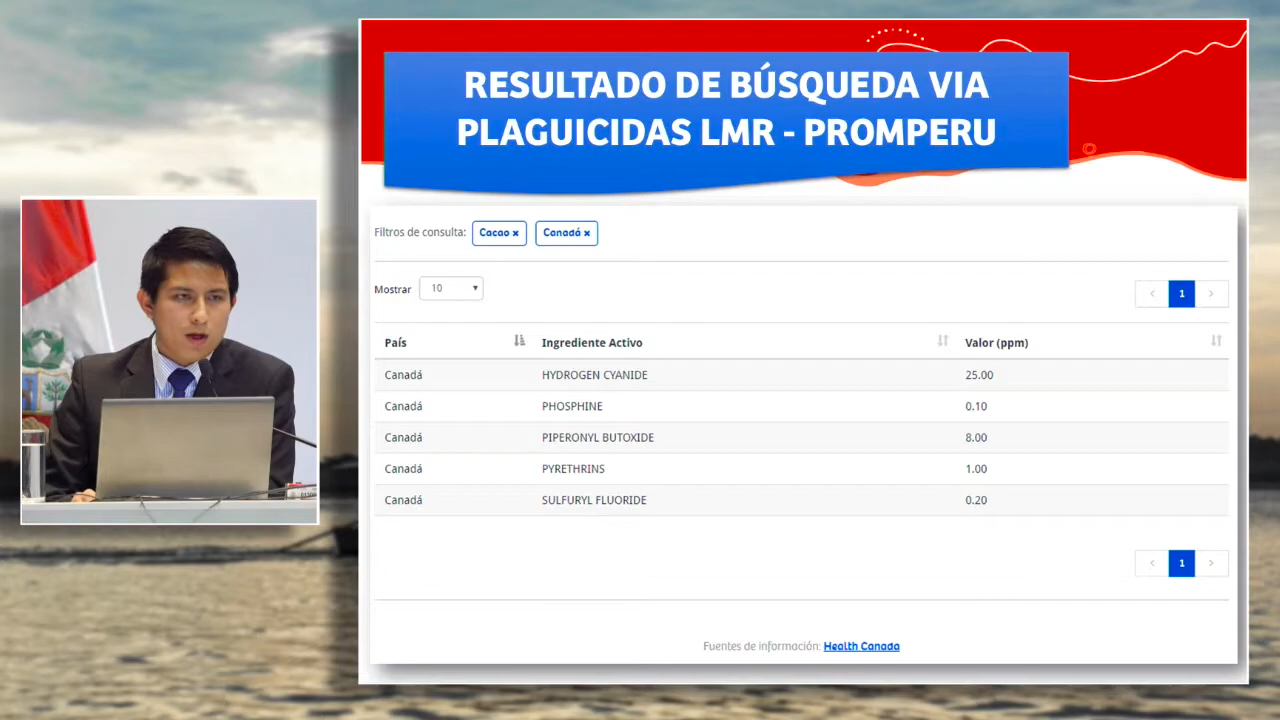 RESULTADO DE BÚSQUEDA VIA
PLAGUICIDAS LMR - PROMPERU
Filtros de consulta: Cacao × Canadá ×
Mostrar 10
< 1 >
País Ingrediente Activo Valor (ppm)
Canadá HYDROGEN CYANIDE 25.00
Canadá PHOSPHINE 0.10
Canadá PIPERONYL BUTOXIDE 8.00
Canadá PYRETHRINS 1.00
Canadá SULFURYL FLUORIDE 0.20
< 1 >
Fuentes de información: Health Canada